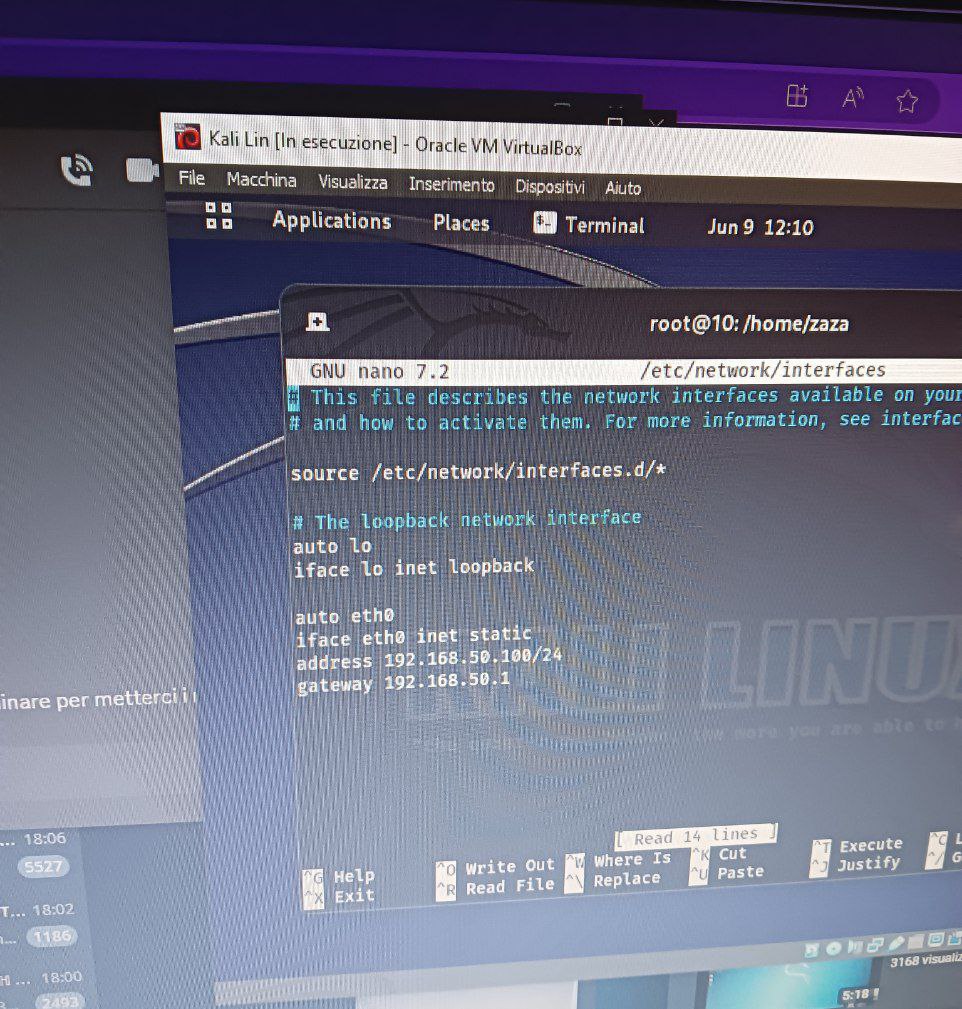 Kali Lin [In esecuzione] - Oracle VM VirtualBox
File Macchina Visualizza Inserimento Dispositivi Aiuto
Applications Places Terminal Jun 9 12:10
root@10: /home/zaza
GNU nano 7.2 /etc/network/interfaces
# This file describes the network interfaces available on your
# and how to activate them. For more information, see interfac
source /etc/network/interfaces.d/*
# The loopback network interface
auto lo
iface lo inet loopback
auto eth0
iface eth0 inet static
address 192.168.50.100/24
gateway 192.168.50.1
LINU
inare per metterci i
[ Read 14 lines ]
^G Help ^O Write Out ^W Where Is ^K Cut ^T Execute ^C L
^X Exit ^R Read File ^\ Replace ^U Paste ^J Justify ^/ G
... 18:06
5527
T... 18:02
1186
... 18:00
2493
3168 visualiz
5:18